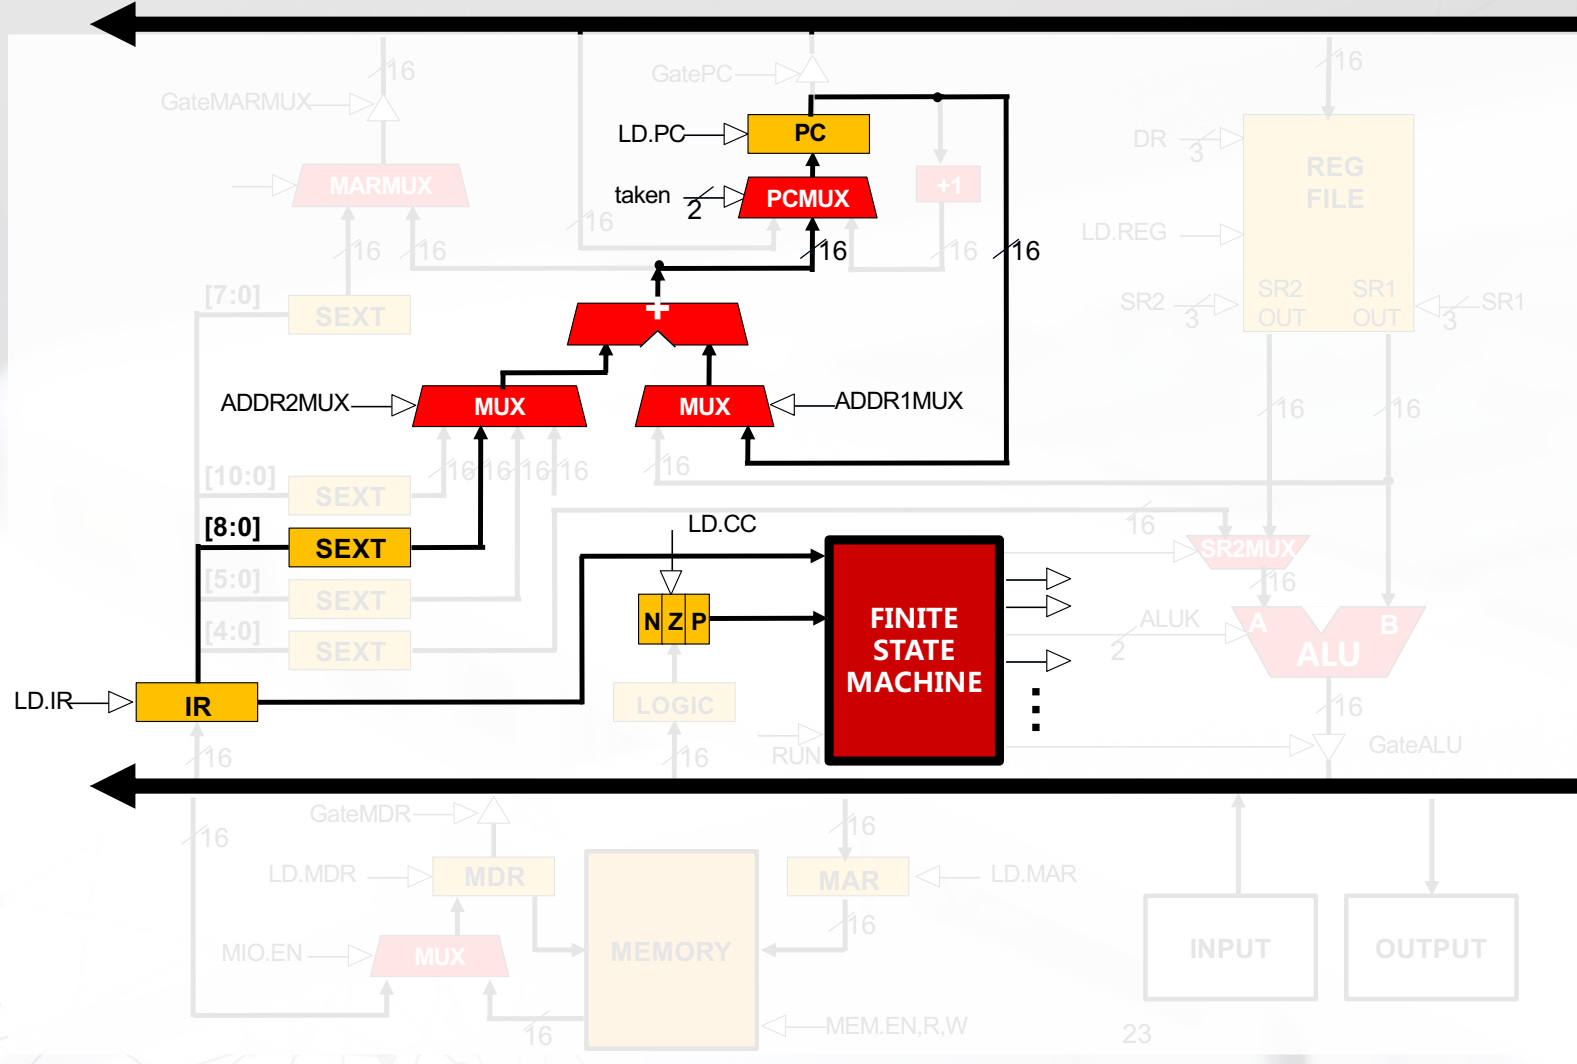 16
GatePC
16
GateMARMUX
LD.PC
PC
DR
3
REG
FILE
MARMUX
taken
2
PCMUX
+1
16
16
16
16
16
16
LD.REG
[7:0]
SEXT
+
SR2
3
SR2
OUT
SR1
OUT
3
SR1
ADDR2MUX
MUX
MUX
ADDR1MUX
16
16
16
16
16
16
16
[10:0]
SEXT
[8:0]
SEXT
LD.CC
16
SR2MUX
[5:0]
SEXT
16
N Z P
FINITE
STATE
MACHINE
ALUK
2
A
B
ALU
[4:0]
SEXT
LD.IR
IR
LOGIC
16
16
16
RUN
GateALU
GateMDR
16
16
LD.MDR
MDR
MAR
LD.MAR
16
MIO.EN
MUX
MEMORY
INPUT
OUTPUT
16
MEM.EN,R,W
23